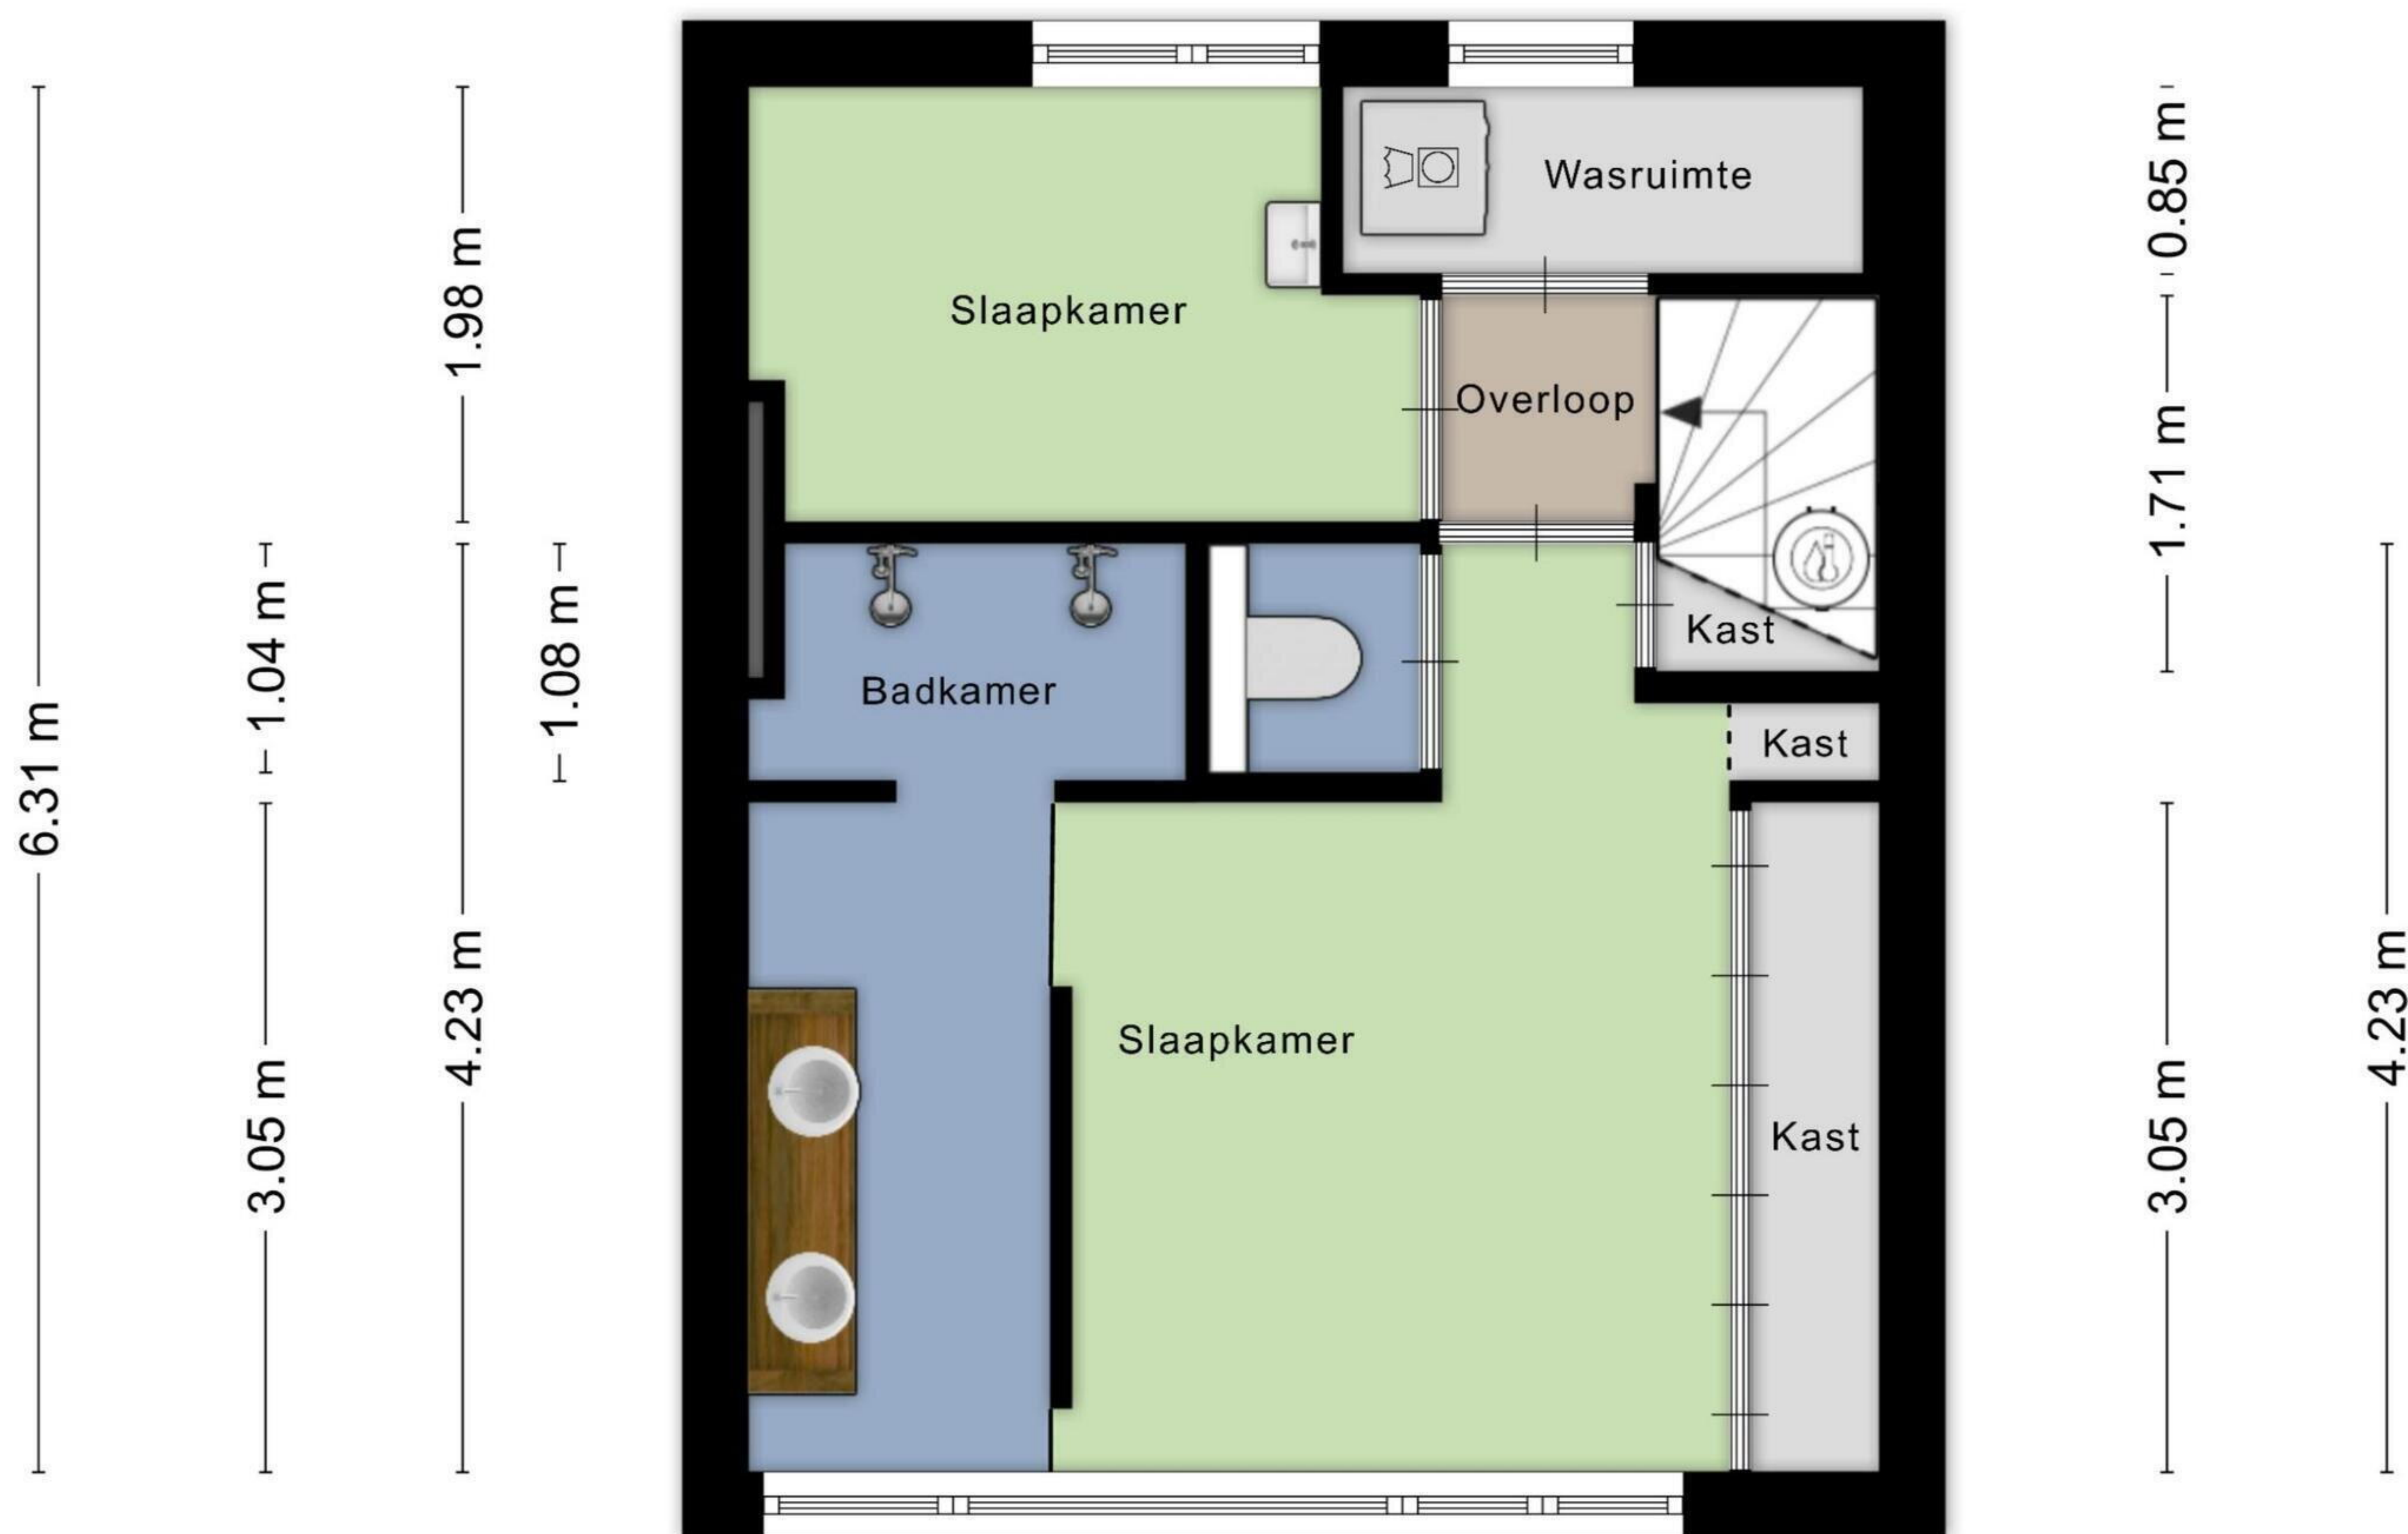 Wasruimte
Slaapkamer
Overloop
Kast
Badkamer
Kast
Slaapkamer
Kast
6.31 m
1.04 m
3.05 m
1.98 m
4.23 m
1.08 m
0.85 m
1.71 m
3.05 m
4.23 m